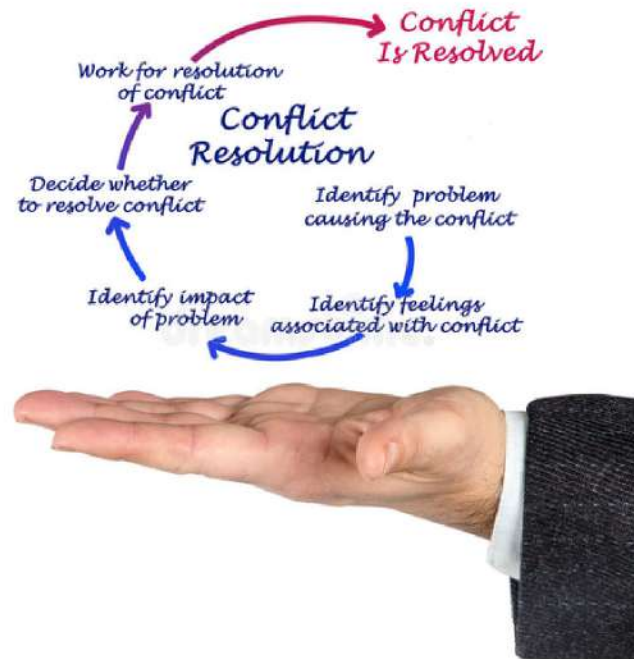 Conflict
Is Resolved
Work for resolution
of conflict
Conflict
Resolution
Decide whether
to resolve conflict
Identify problem
causing the conflict
Identify impact
of problem
Identify feelings
associated with conflict